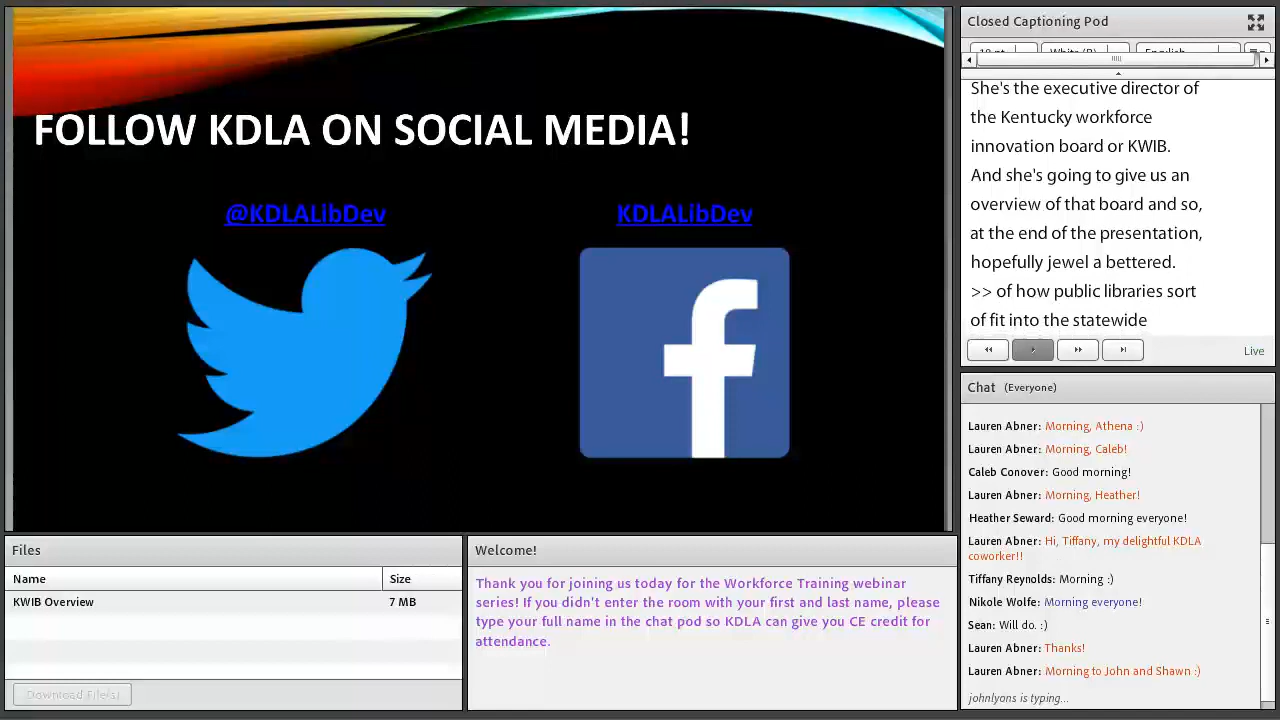 FOLLOW KDLA ON SOCIAL MEDIA!
@KDLALibDev
KDLALibDev
Closed Captioning Pod
She's the executive director of
the Kentucky workforce
innovation board or KWIB.
And she's going to give us an
overview of that board and so,
at the end of the presentation,
hopefully jewel a bettered.
>> of how public libraries sort
of fit into the statewide
Live
Chat (Everyone)
Lauren Abner: Morning, Athena :)
Lauren Abner: Morning, Caleb!
Caleb Conover: Good morning!
Lauren Abner: Morning, Heather!
Heather Seward: Good morning everyone!
Lauren Abner: Hi, Tiffany, my delightful KDLA
coworker!!
Tiffany Reynolds: Morning :)
Nikole Wolfe: Morning everyone!
Sean: Will do. :)
Lauren Abner: Thanks!
Lauren Abner: Morning to John and Shawn :)
johnlyons is typing...
Files
Name Size
KWIB Overview 7 MB
Download File(s)
Welcome!
Thank you for joining us today for the Workforce Training webinar
series! If you didn't enter the room with your first and last name, please
type your full name in the chat pod so KDLA can give you CE credit for
attendance.